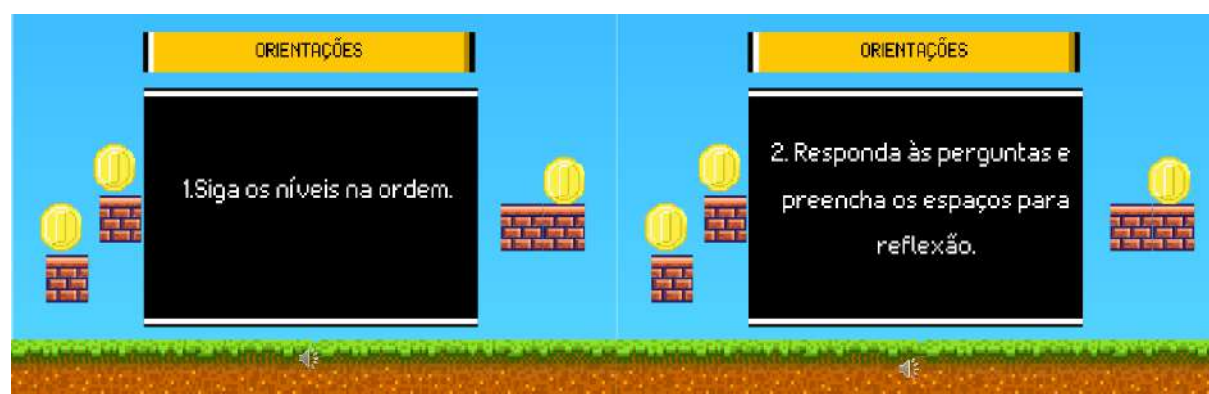 ORIENTAÇÕES
1.Siga os níveis na ordem.
ORIENTAÇÕES
2. Responda às perguntas e
preencha os espaços para
reflexão.